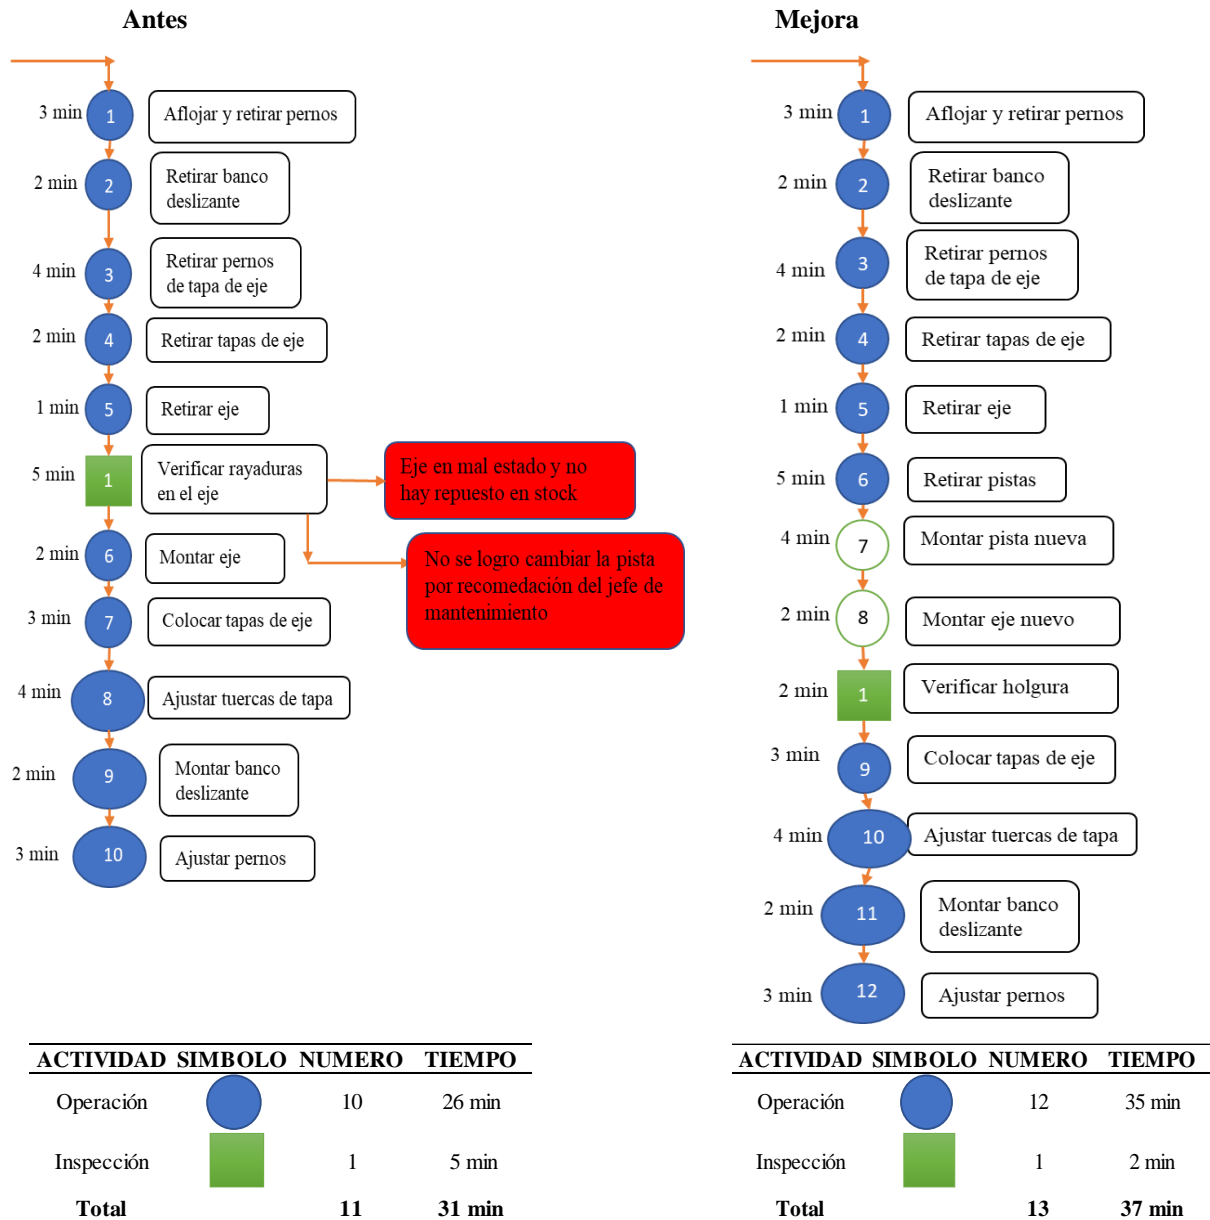 Antes
3 min
1
Aflojar y retirar pernos
2 min
2
Retirar banco
deslizante
4 min
3
Retirar pernos
de tapa de eje
2 min
4
Retirar tapas de eje
1 min
5
Retirar eje
5 min
1
Verificar rayaduras
en el eje
Eje en mal estado y no
hay repuesto en stock
No se logro cambiar la pista
por recomedación del jefe de
mantenimiento
2 min
6
Montar eje
3 min
7
Colocar tapas de eje
4 min
8
Ajustar tuercas de tapa
2 min
9
Montar banco
deslizante
3 min
10
Ajustar pernos
ACTIVIDAD SIMBOLO NUMERO TIEMPO
Operación 10 26 min
Inspección 1 5 min
Total 11 31 min
Mejora
3 min
1
Aflojar y retirar pernos
2 min
2
Retirar banco
deslizante
4 min
3
Retirar pernos
de tapa de eje
2 min
4
Retirar tapas de eje
1 min
5
Retirar eje
5 min
6
Retirar pistas
4 min
7
Montar pista nueva
2 min
8
Montar eje nuevo
2 min
1
Verificar holgura
3 min
9
Colocar tapas de eje
4 min
10
Ajustar tuercas de tapa
2 min
11
Montar banco
deslizante
3 min
12
Ajustar pernos
ACTIVIDAD SIMBOLO NUMERO TIEMPO
Operación 12 35 min
Inspección 1 2 min
Total 13 37 min